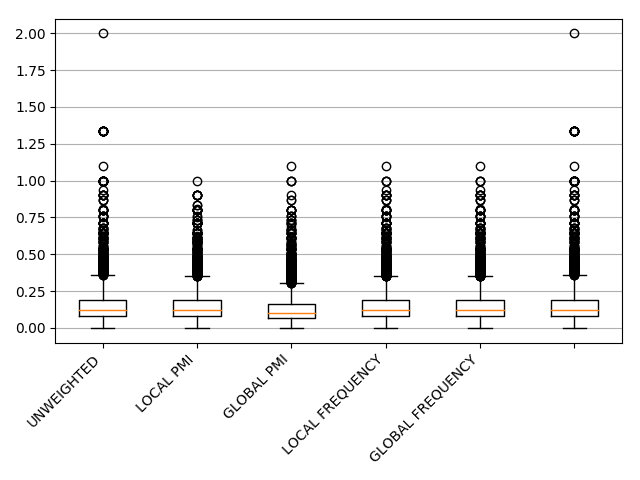 2.00
1.75
1.50
1.25
1.00
0.75
0.50
0.25
0.00
UNWEIGHTED
LOCAL PMI
GLOBAL PMI
LOCAL FREQUENCY
GLOBAL FREQUENCY